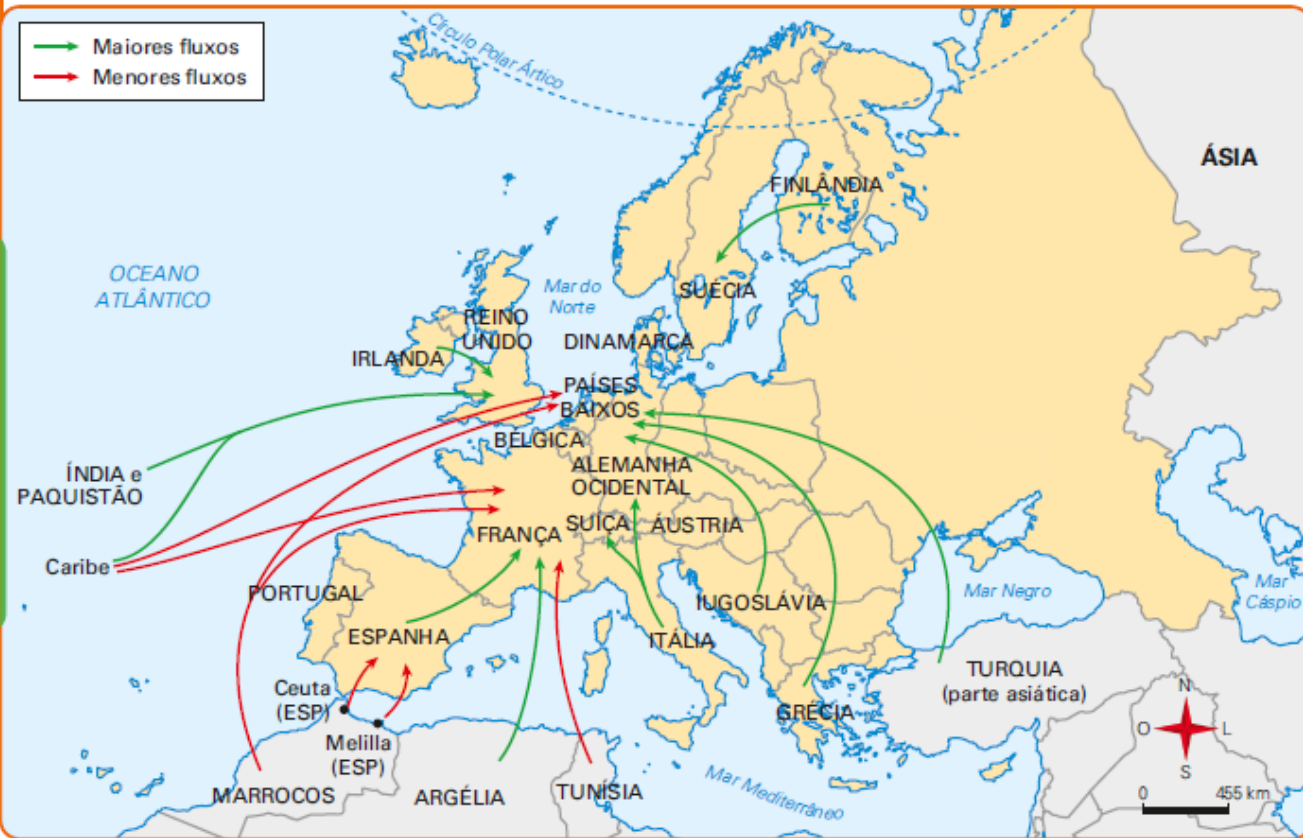 Maiores fluxos
Menores fluxos
Círculo Polar Ártico
ÁSIA
FINLÂNDIA
OCEANO
ATLÂNTICO
Mar do
Norte
SUÉCIA
REINO
UNIDO
DINAMARCA
IRLANDA
PAÍSES
BAIXOS
BÉLGICA
ÍNDIA e
PAQUISTÃO
ALEMANHA
OCIDENTAL
FRANÇA
SUÍÇA
ÁUSTRIA
Caribe
PORTUGAL
IUGOSLÁVIA
Mar Negro
Mar
Cáspio
ESPANHA
ITÁLIA
TURQUIA
(parte asiática)
Ceuta
(ESP)
GRÉCIA
Melilla
(ESP)
MARROCOS
ARGÉLIA
TUNÍSIA
Mar Mediterrâneo
N
O
L
S
0
455 km